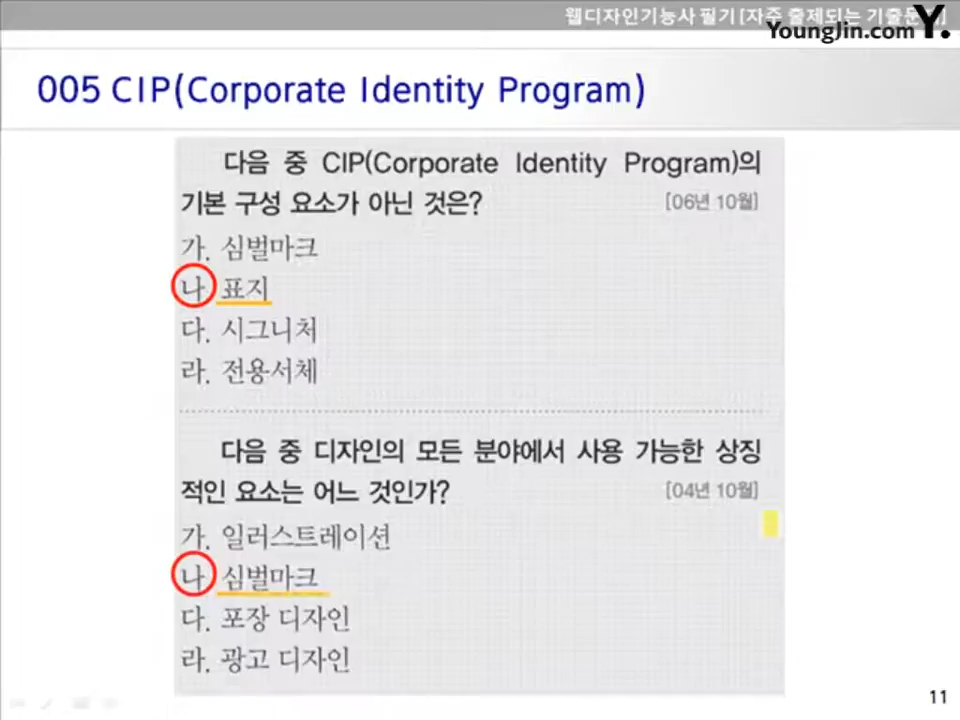 웹디자인기능사 필기 [자주 출제되는 기출문
YoungJin.com Y.
005 CIP(Corporate Identity Program)
다음 중 CIP(Corporate Identity Program)의
기본 구성 요소가 아닌 것은? [06년 10월]
가. 심벌마크
나. 표지
다. 시그니처
라. 전용서체
다음 중 디자인의 모든 분야에서 사용 가능한 상징
적인 요소는 어느 것인가? [04년 10월]
가. 일러스트레이션
나. 심벌마크
다. 포장 디자인
라. 광고 디자인
11